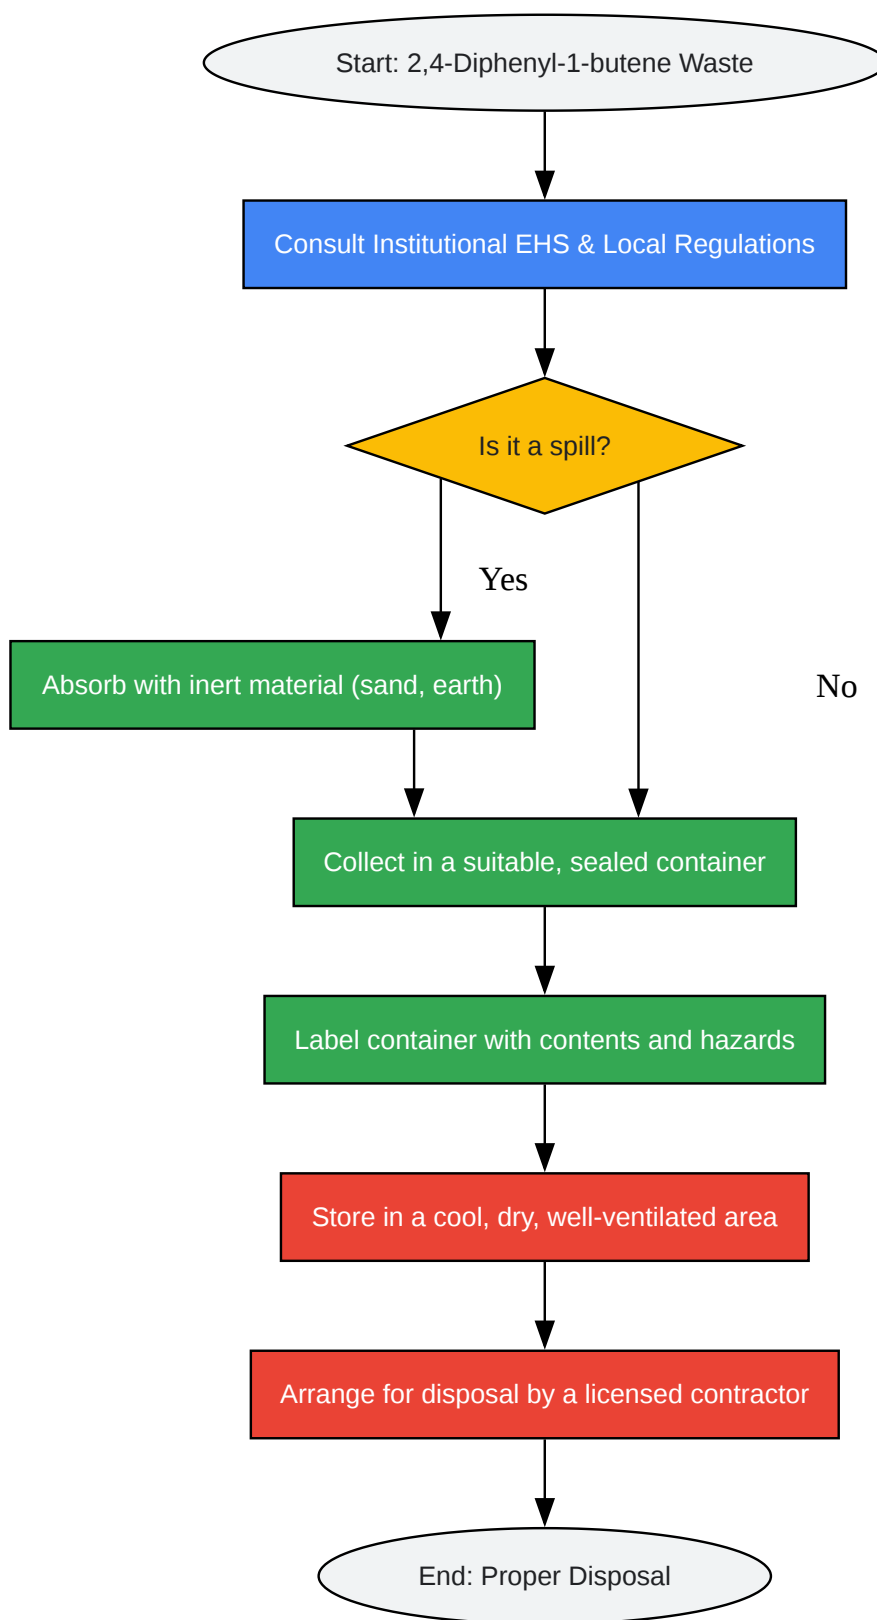 Start: 2,4-Diphenyl-1-butene Waste
Consult Institutional EHS & Local Regulations
Is it a spill?
Yes
Absorb with inert material (sand, earth)
No
Collect in a suitable, sealed container
Label container with contents and hazards
Store in a cool, dry, well-ventilated area
Arrange for disposal by a licensed contractor
End: Proper Disposal